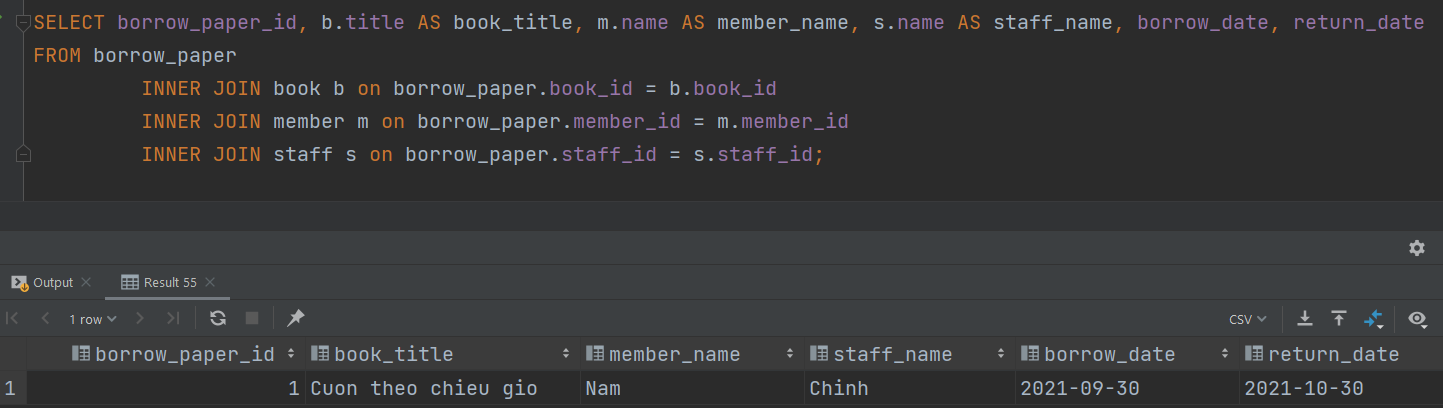 SELECT borrow_paper_id, b.title AS book_title, m.name AS member_name, s.name AS staff_name, borrow_date, return_date
FROM borrow_paper
INNER JOIN book b on borrow_paper.book_id = b.book_id
INNER JOIN member m on borrow_paper.member_id = m.member_id
INNER JOIN staff s on borrow_paper.staff_id = s.staff_id;
Output Result 55
1 row CSV
borrow_paper_id book_title member_name staff_name borrow_date return_date
1 1 Cuon theo chieu gio Nam Chinh 2021-09-30 2021-10-30